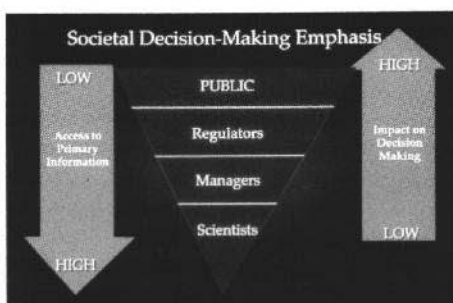 Societal Decision-Making Emphasis
LOW
PUBLIC
HIGH
Access to
Primary
Information
Regulators
Impact on
Decision
Making
Managers
Scientists
HIGH
LOW